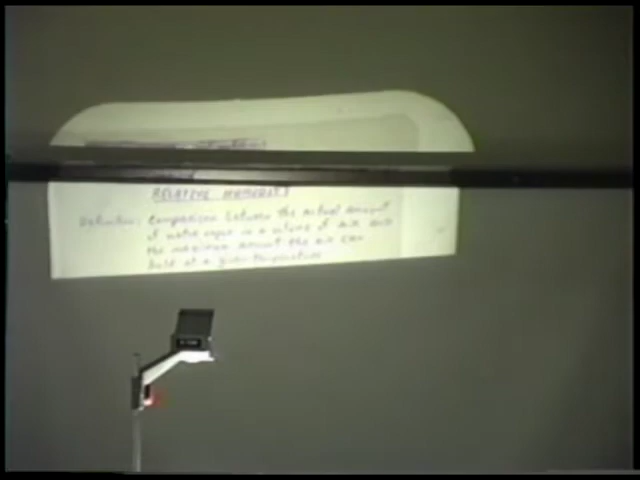 RELATIVE HUMIDITY
Definition: Comparison between the actual amount
of water vapor in a volume of air and
the maximum amount the air can
hold at a given temperature